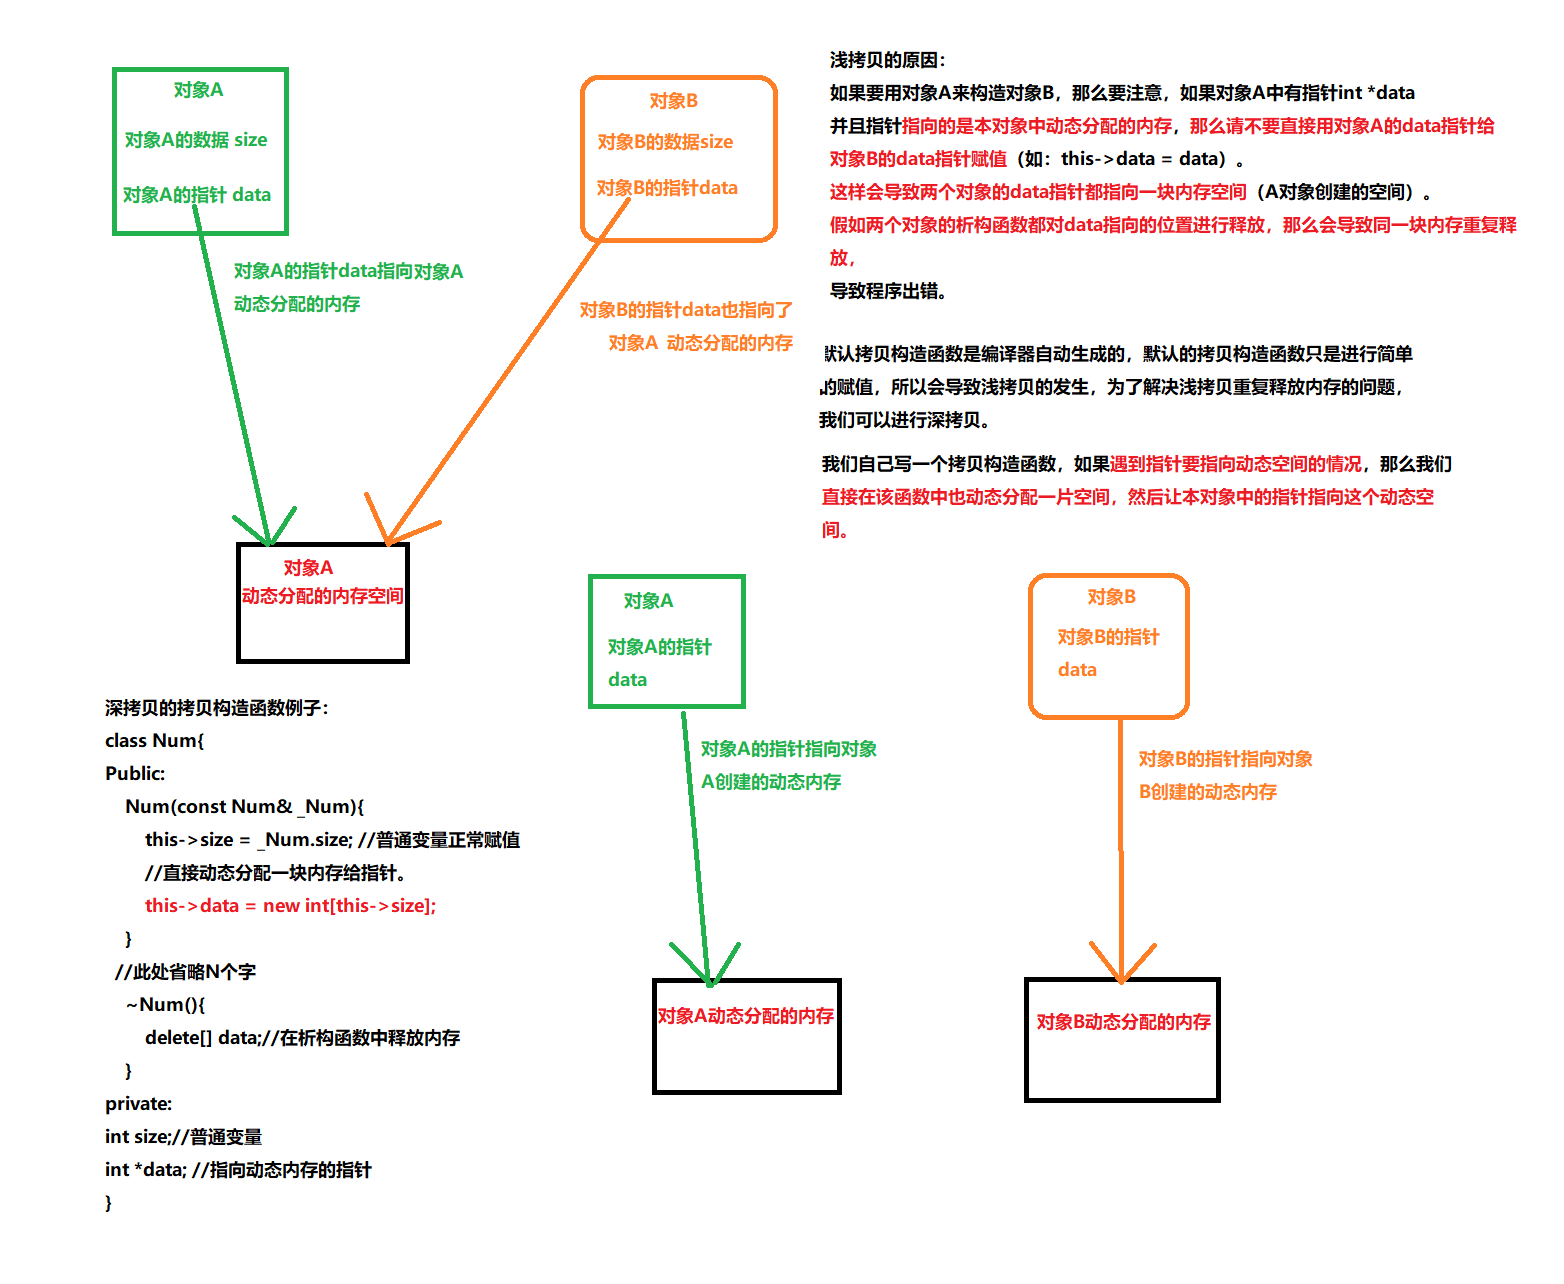 对象A
对象A的数据 size
对象A的指针 data
对象A的指针data指向对象A
动态分配的内存
对象B
对象B的数据size
对象B的指针data
对象B的指针data也指向了
对象A 动态分配的内存
对象A
动态分配的内存空间
浅拷贝的原因：
如果要用对象A来构造对象B，那么要注意，如果对象A中有指针int *data
并且指针指向的是本对象中动态分配的内存，那么请不要直接用对象A的data指针给
对象B的data指针赋值（如：this->data = data）。
这样会导致两个对象的data指针都指向一块内存空间（A对象创建的空间）。
假如两个对象的析构函数都对data指向的位置进行释放，那么会导致同一块内存重复释
放，
导致程序出错。
默认拷贝构造函数是编译器自动生成的，默认的拷贝构造函数只是进行简单
的赋值，所以会导致浅拷贝的发生，为了解决浅拷贝重复释放内存的问题，
我们可以进行深拷贝。
我们自己写一个拷贝构造函数，如果遇到指针要指向动态空间的情况，那么我们
直接在该函数中也动态分配一片空间，然后让本对象中的指针指向这个动态空
间。
深拷贝的拷贝构造函数例子：
class Num{
Public:
Num(const Num& _Num){
this->size = _Num.size; //普通变量正常赋值
//直接动态分配一块内存给指针。
this->data = new int[this->size];
}
//此处省略N个字
~Num(){
delete[] data;//在析构函数中释放内存
}
private:
int size;//普通变量
int *data; //指向动态内存的指针
}
对象A
对象A的指针
data
对象A的指针指向对象
A创建的动态内存
对象A动态分配的内存
对象B
对象B的指针
data
对象B的指针指向对象
B创建的动态内存
对象B动态分配的内存